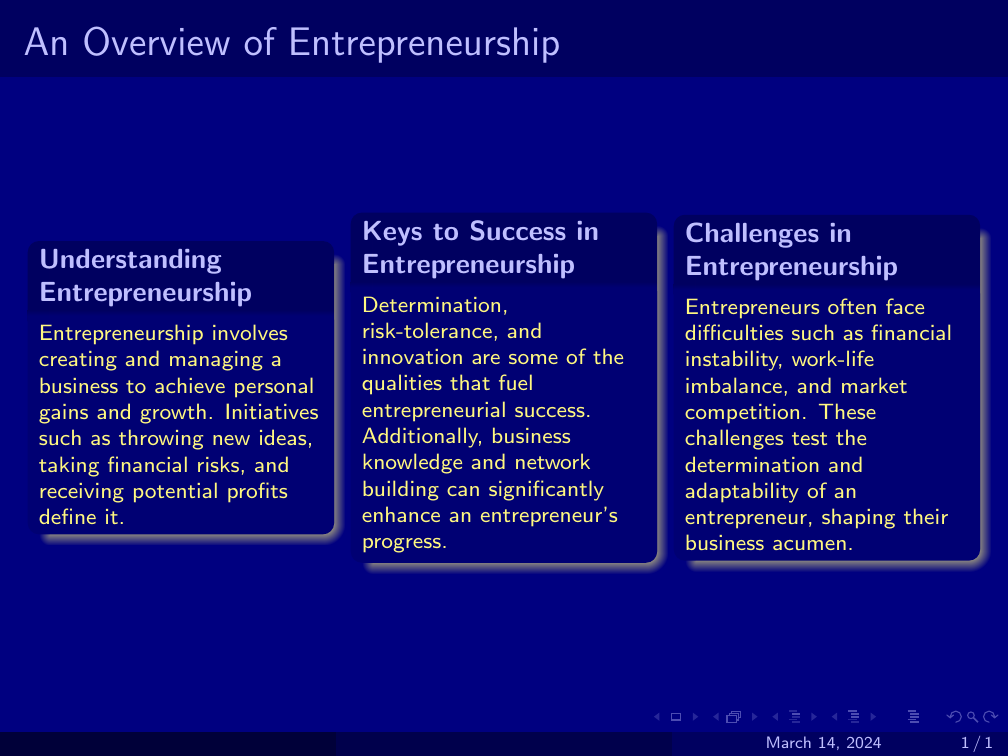 An Overview of Entrepreneurship
Understanding
Entrepreneurship
Entrepreneurship involves
creating and managing a
business to achieve personal
gains and growth. Initiatives
such as throwing new ideas,
taking financial risks, and
receiving potential profits
define it.
Keys to Success in
Entrepreneurship
Determination,
risk-tolerance, and
innovation are some of the
qualities that fuel
entrepreneurial success.
Additionally, business
knowledge and network
building can significantly
enhance an entrepreneur's
progress.
Challenges in
Entrepreneurship
Entrepreneurs often face
difficulties such as financial
instability, work-life
imbalance, and market
competition. These
challenges test the
determination and
adaptability of an
entrepreneur, shaping their
business acumen.
March 14, 2024 1 / 1